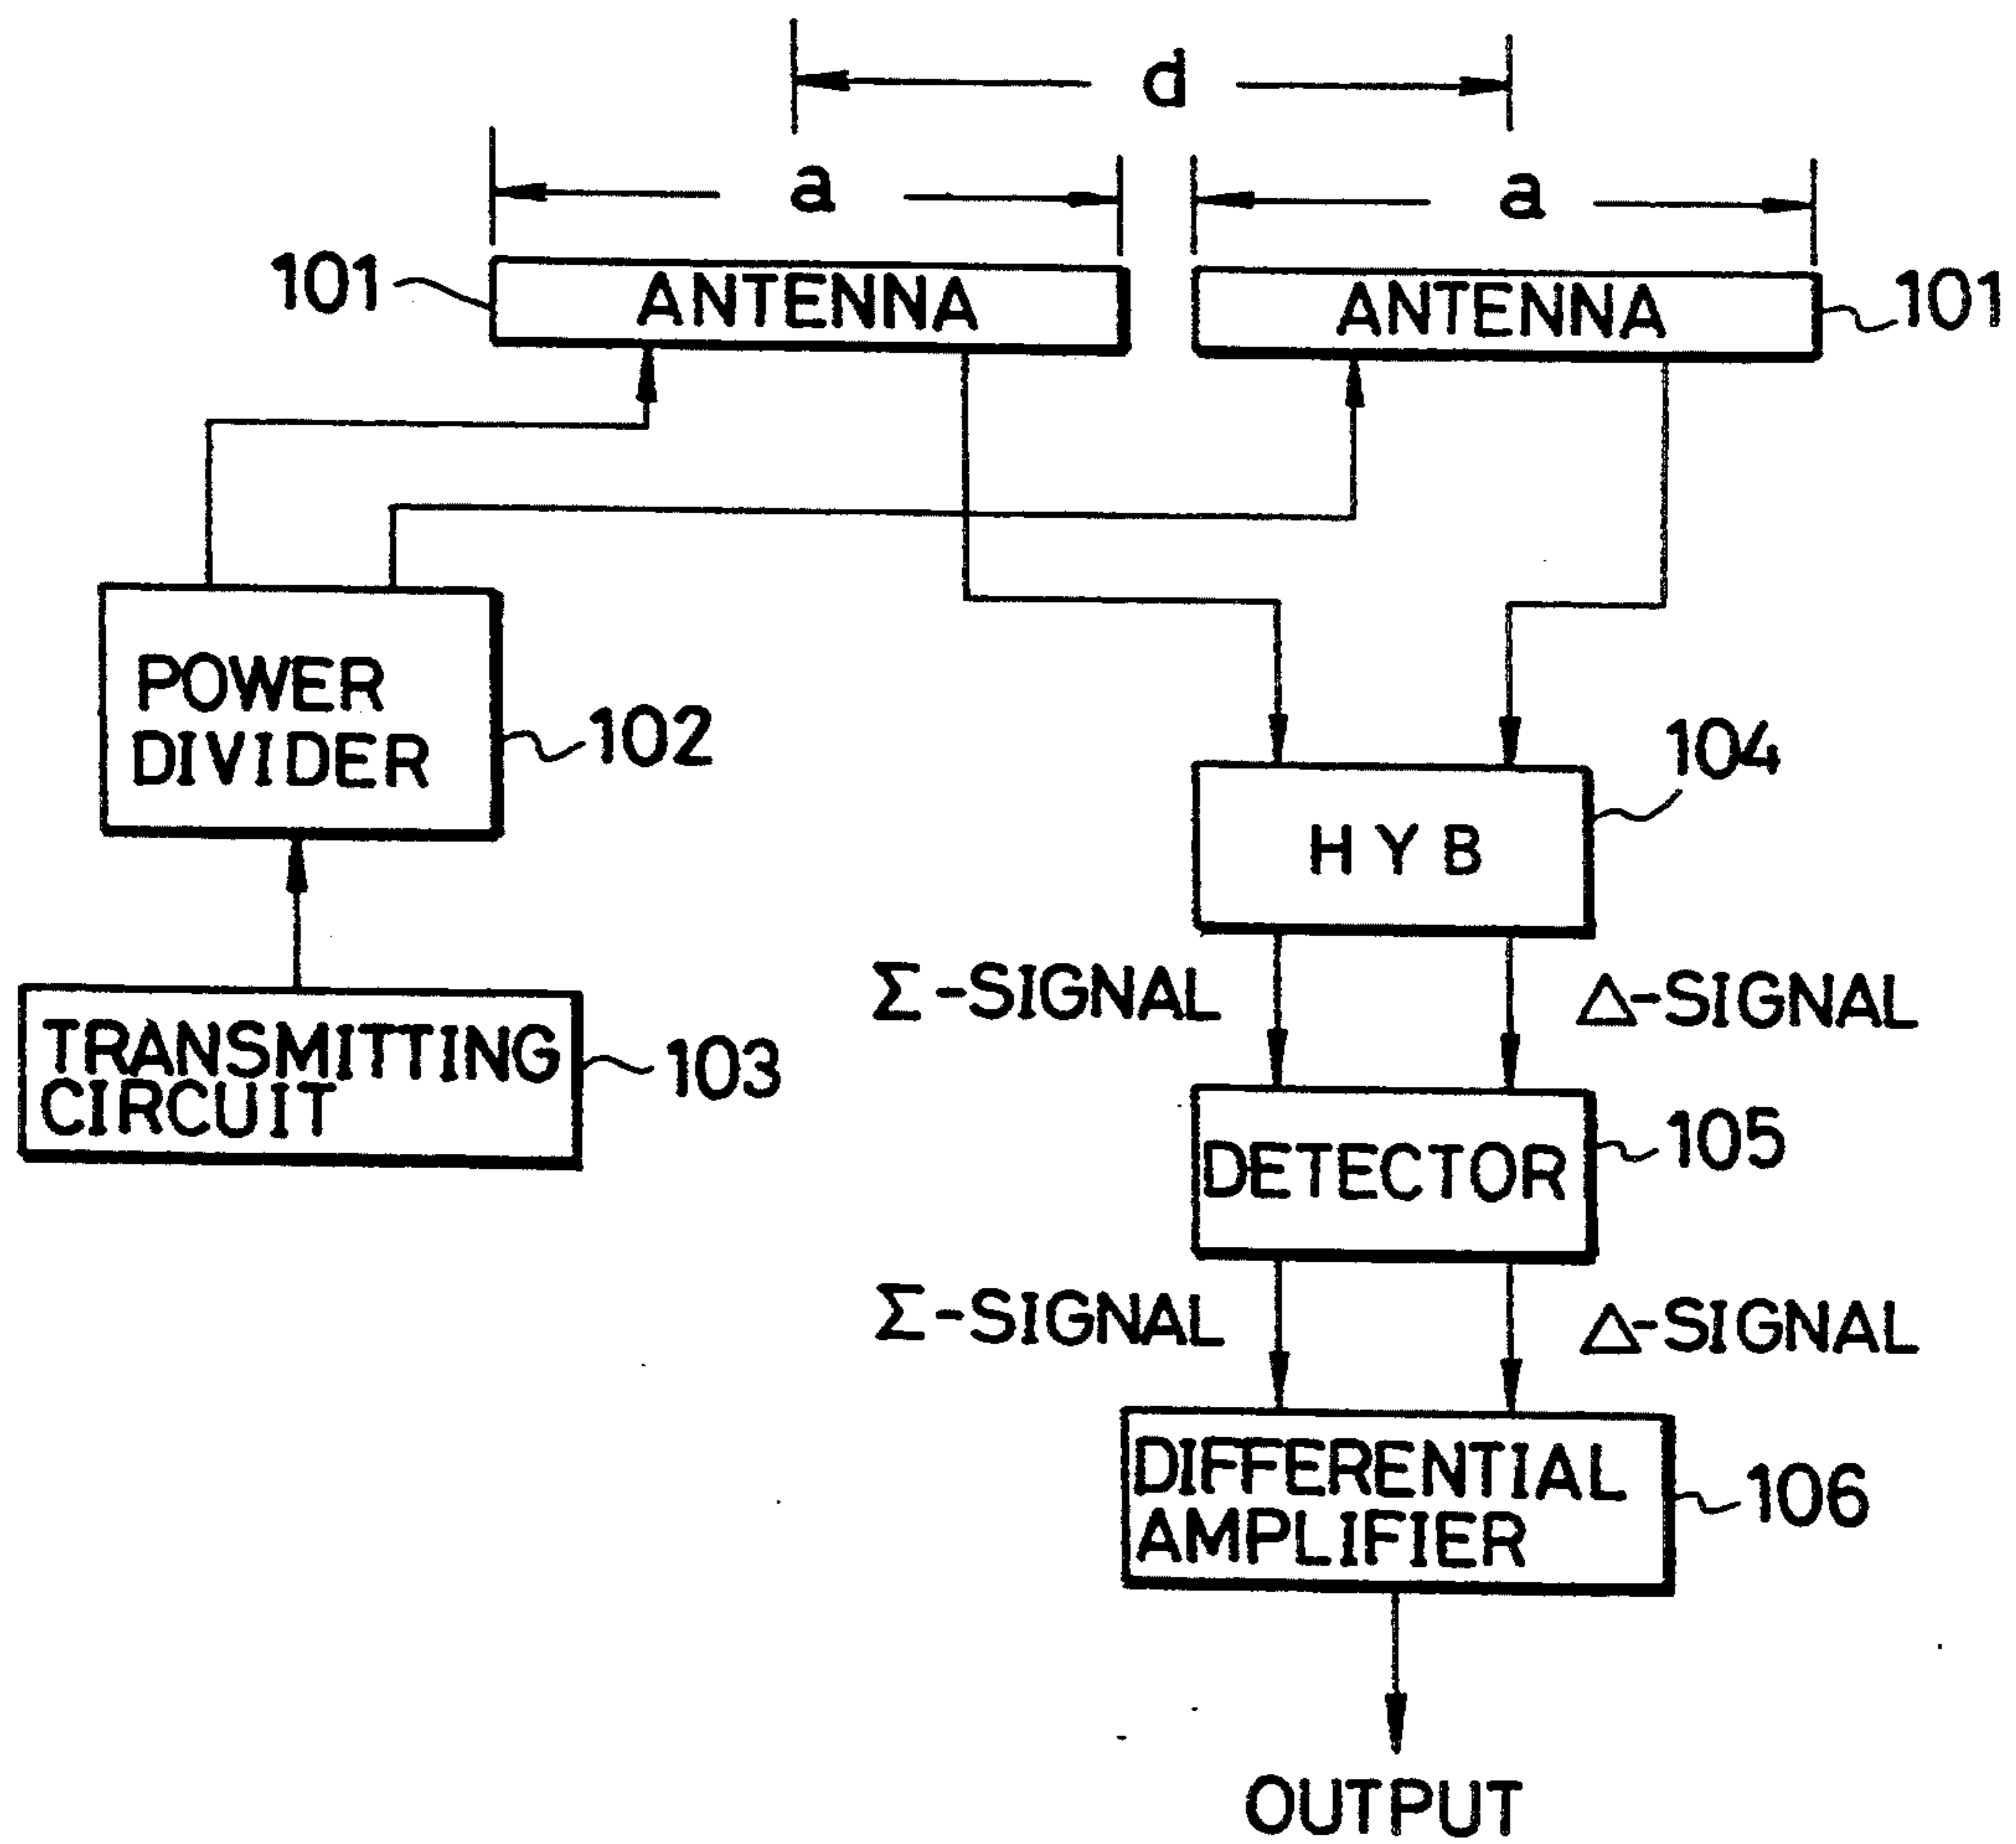 d
a
a
101
ANTENNA
ANTENNA
101
POWER
DIVIDER
102
104
HYB
Σ-SIGNAL
Δ-SIGNAL
TRANSMITTING
CIRCUIT
103
DETECTOR
105
Σ-SIGNAL
Δ-SIGNAL
DIFFERENTIAL
AMPLIFIER
106
OUTPUT